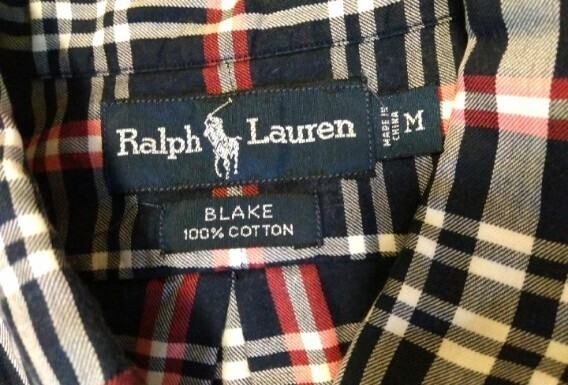 Ralph Lauren
MADE IN
CHINA
M
BLAKE
100% COTTON